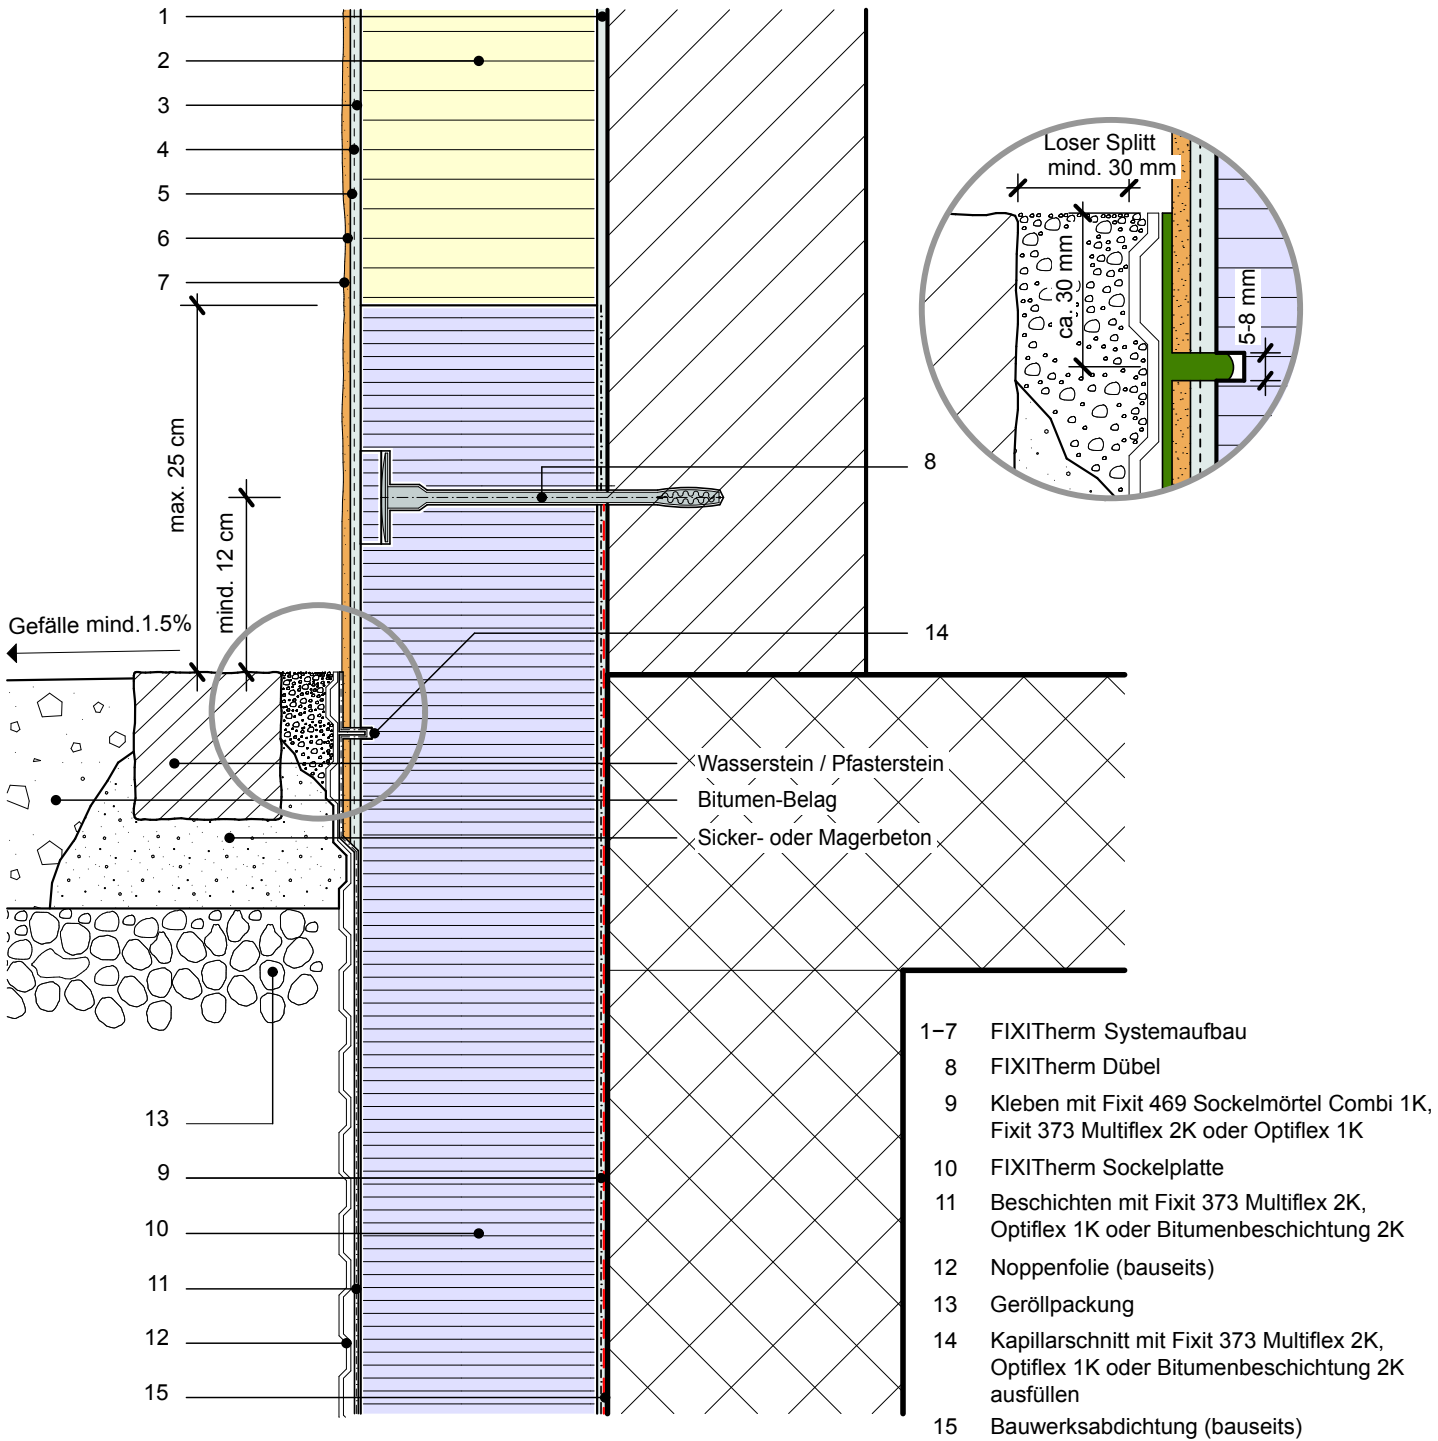 1
2
3
4
5
6
7
max. 25 cm
mind. 12 cm
Gefälle mind.1.5%
Loser Splitt
mind. 30 mm
ca. 30 mm
5-8 mm
8
14
Wasserstein / Pfasterstein
Bitumen-Belag
Sicker- oder Magerbeton
13
9
10
11
12
15
1–7 FIXITherm Systemaufbau
8 FIXITherm Dübel
9 Kleben mit Fixit 469 Sockelmörtel Combi 1K,
Fixit 373 Multiflex 2K oder Optiflex 1K
10 FIXITherm Sockelplatte
11 Beschichten mit Fixit 373 Multiflex 2K,
Optiflex 1K oder Bitumenbeschichtung 2K
12 Noppenfolie (bauseits)
13 Geröllpackung
14 Kapillarschnitt mit Fixit 373 Multiflex 2K,
Optiflex 1K oder Bitumenbeschichtung 2K
ausfüllen
15 Bauwerksabdichtung (bauseits)